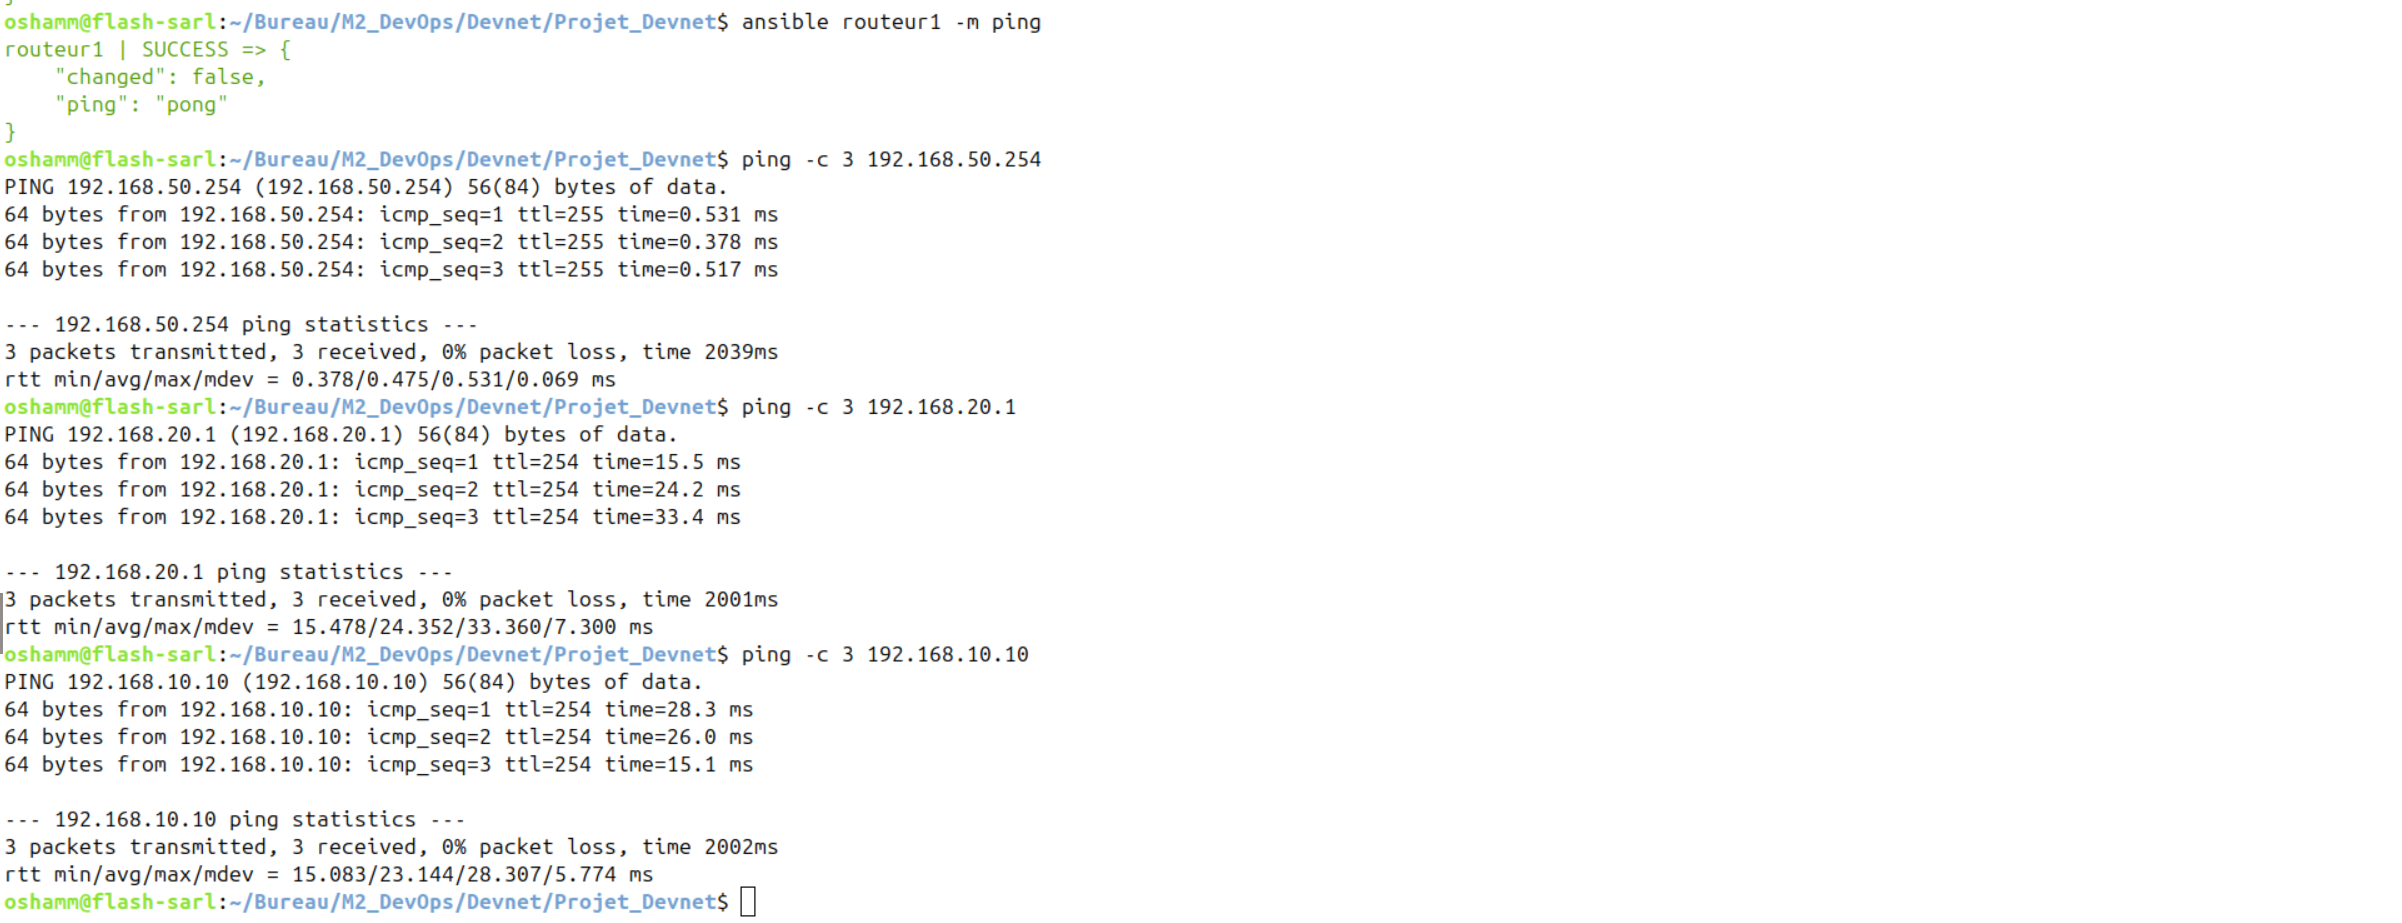 }
oshamm@flash-sarl:~/Bureau/M2_DevOps/Devnet/Projet_Devnet$ ansible routeur1 -m ping
routeur1 | SUCCESS => {
    "changed": false,
    "ping": "pong"
}
oshamm@flash-sarl:~/Bureau/M2_DevOps/Devnet/Projet_Devnet$ ping -c 3 192.168.50.254
PING 192.168.50.254 (192.168.50.254) 56(84) bytes of data.
64 bytes from 192.168.50.254: icmp_seq=1 ttl=255 time=0.531 ms
64 bytes from 192.168.50.254: icmp_seq=2 ttl=255 time=0.378 ms
64 bytes from 192.168.50.254: icmp_seq=3 ttl=255 time=0.517 ms

--- 192.168.50.254 ping statistics ---
3 packets transmitted, 3 received, 0% packet loss, time 2039ms
rtt min/avg/max/mdev = 0.378/0.475/0.531/0.069 ms
oshamm@flash-sarl:~/Bureau/M2_DevOps/Devnet/Projet_Devnet$ ping -c 3 192.168.20.1
PING 192.168.20.1 (192.168.20.1) 56(84) bytes of data.
64 bytes from 192.168.20.1: icmp_seq=1 ttl=254 time=15.5 ms
64 bytes from 192.168.20.1: icmp_seq=2 ttl=254 time=24.2 ms
64 bytes from 192.168.20.1: icmp_seq=3 ttl=254 time=33.4 ms

--- 192.168.20.1 ping statistics ---
3 packets transmitted, 3 received, 0% packet loss, time 2001ms
rtt min/avg/max/mdev = 15.478/24.352/33.360/7.300 ms
oshamm@flash-sarl:~/Bureau/M2_DevOps/Devnet/Projet_Devnet$ ping -c 3 192.168.10.10
PING 192.168.10.10 (192.168.10.10) 56(84) bytes of data.
64 bytes from 192.168.10.10: icmp_seq=1 ttl=254 time=28.3 ms
64 bytes from 192.168.10.10: icmp_seq=2 ttl=254 time=26.0 ms
64 bytes from 192.168.10.10: icmp_seq=3 ttl=254 time=15.1 ms

--- 192.168.10.10 ping statistics ---
3 packets transmitted, 3 received, 0% packet loss, time 2002ms
rtt min/avg/max/mdev = 15.083/23.144/28.307/5.774 ms
oshamm@flash-sarl:~/Bureau/M2_DevOps/Devnet/Projet_Devnet$